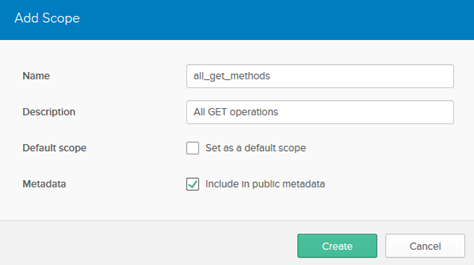 Add Scope
Name all_get_methods
Description All GET operations
Default scope Set as a default scope
Metadata Include in public metadata
Create Cancel